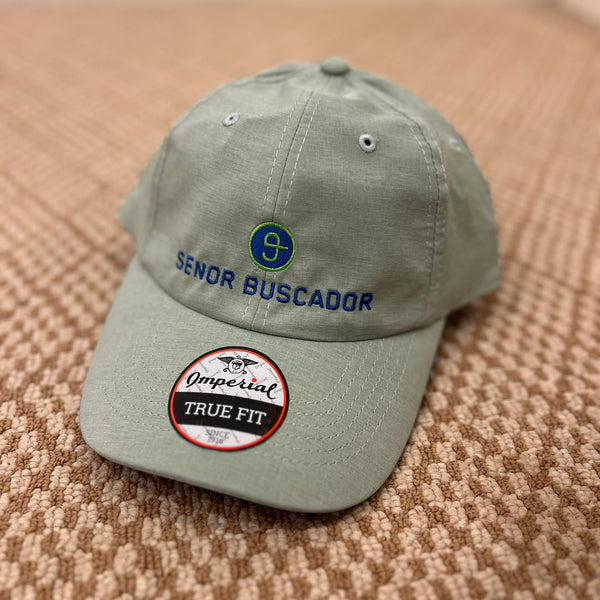 SENOR BUSCADOR
Imperial
TRUE FIT
SINCE
1916